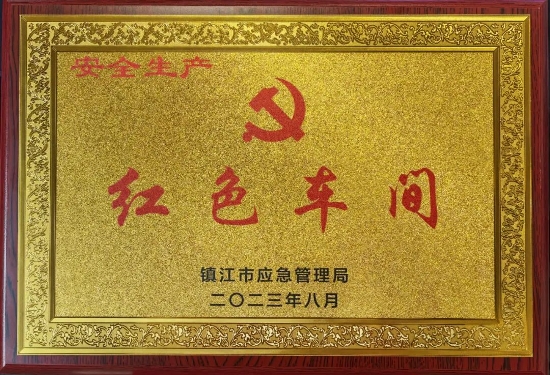 安全生产
红色车间
镇江市应急管理局
二〇二三年八月